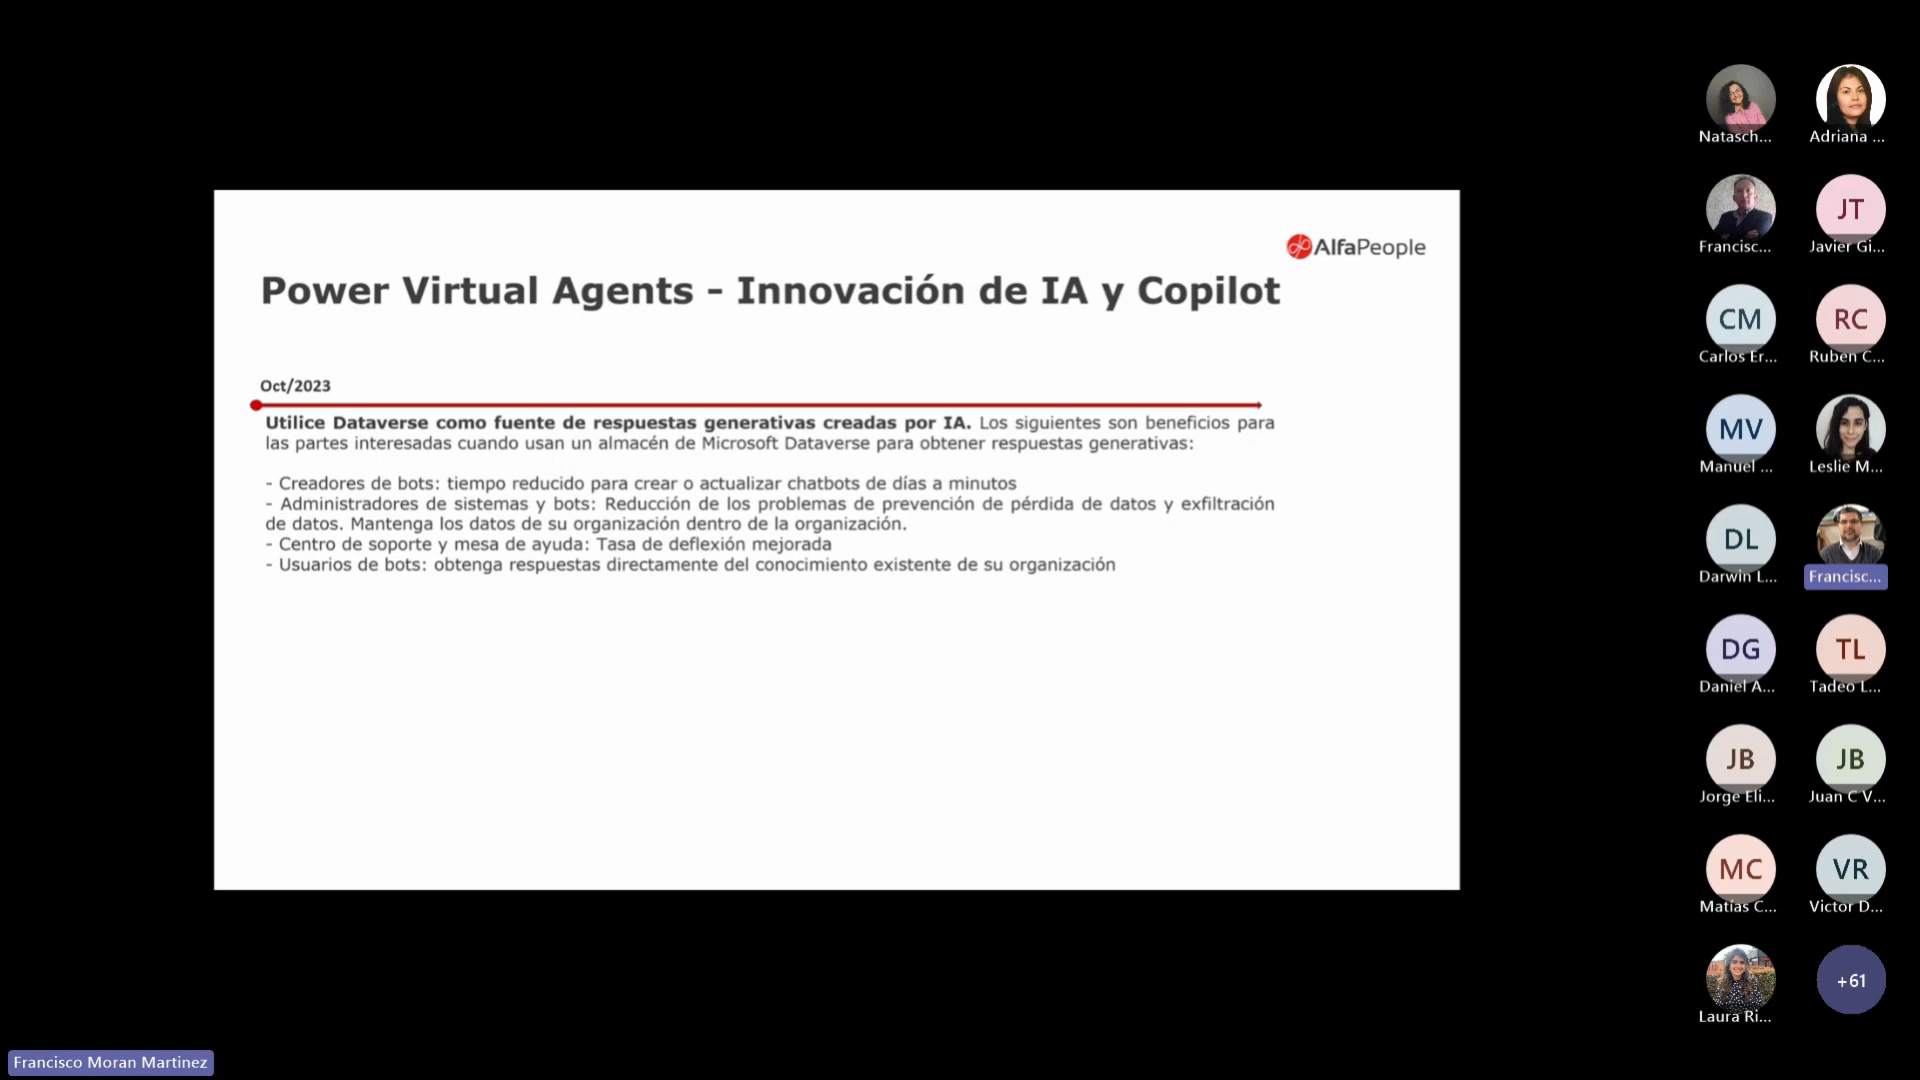 AlfaPeople
Power Virtual Agents - Innovación de IA y Copilot
Oct/2023
Utilice Dataverse como fuente de respuestas generativas creadas por IA. Los siguientes son beneficios para
las partes interesadas cuando usan un almacén de Microsoft Dataverse para obtener respuestas generativas:
- Creadores de bots: tiempo reducido para crear o actualizar chatbots de días a minutos
- Administradores de sistemas y bots: Reducción de los problemas de prevención de pérdida de datos y exfiltración
de datos. Mantenga los datos de su organización dentro de la organización.
- Centro de soporte y mesa de ayuda: Tasa de deflexión mejorada
- Usuarios de bots: obtenga respuestas directamente del conocimiento existente de su organización
Natasch...
Adriana ...
Francisc...
JT
Javier Gi...
CM
Carlos Er...
RC
Ruben C...
MV
Manuel ...
Leslie M...
DL
Darwin L...
Francisc...
DG
Daniel A...
TL
Tadeo L...
JB
Jorge Eli...
JB
Juan C V...
MC
Matías C...
VR
Victor D...
Laura Ri...
+61
Francisco Moran Martinez